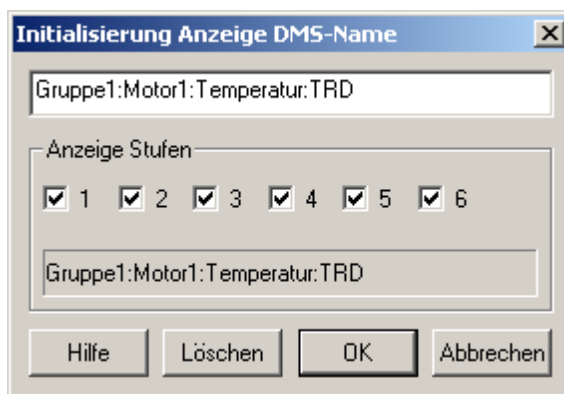 Initialisierung Anzeige DMS-Name
Gruppe1:Motor1:Temperatur:TRD
Anzeige Stufen
1 2 3 4 5 6
Gruppe1:Motor1:Temperatur:TRD
Hilfe Löschen OK Abbrechen